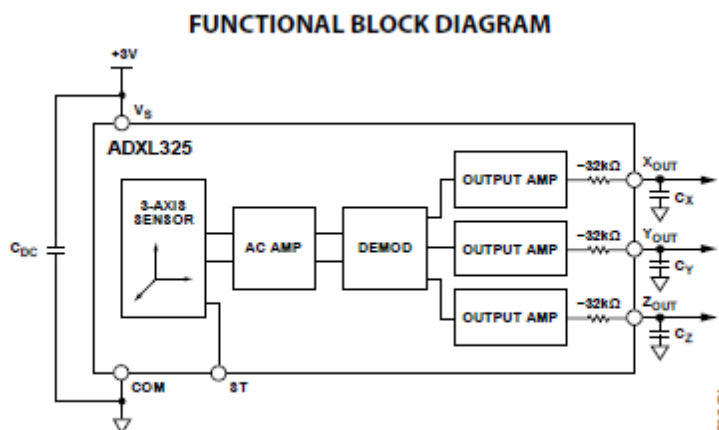 FUNCTIONAL BLOCK DIAGRAM
+3V
VS
ADXL325
3-AXIS
SENSOR
AC AMP
DEMOD
OUTPUT AMP
~32kΩ
XOUT
CX
OUTPUT AMP
~32kΩ
YOUT
CY
OUTPUT AMP
~32kΩ
ZOUT
CZ
CDC
COM
ST